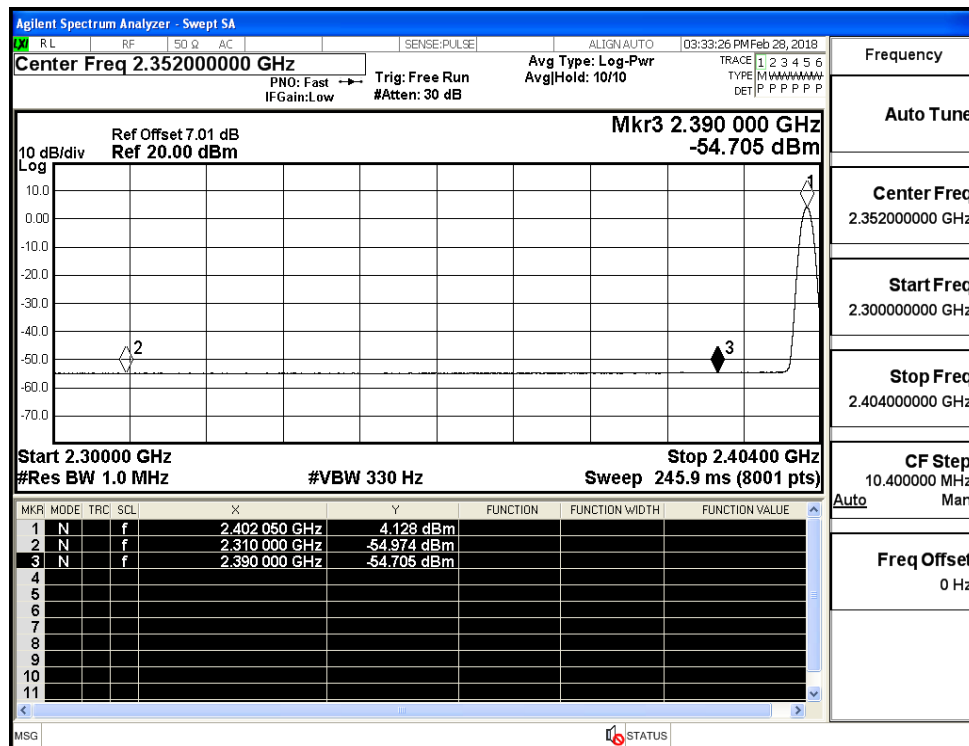 Agilent Spectrum Analyzer - Swept SA
LXI RL RF 50 Ω AC SENSE:PULSE ALIGN AUTO 03:33:26 PM Feb 28, 2018
Center Freq 2.352000000 GHz
PNO: Fast
IFGain:Low
Trig: Free Run
#Atten: 30 dB
Avg Type: Log-Pwr
Avg|Hold: 10/10
TRACE 1 2 3 4 5 6
TYPE M W W W W W
DET P P P P P P
Ref Offset 7.01 dB
10 dB/div Ref 20.00 dBm
Log
Mkr3 2.390 000 GHz
-54.705 dBm
10.0
0.00
-10.0
-20.0
-30.0
-40.0
-50.0
-60.0
-70.0
1
2
3
Start 2.30000 GHz Stop 2.40400 GHz
#Res BW 1.0 MHz #VBW 330 Hz Sweep 245.9 ms (8001 pts)
MKR MODE TRC SCL X Y FUNCTION FUNCTION WIDTH FUNCTION VALUE
1 N f 2.402 050 GHz 4.128 dBm
2 N f 2.310 000 GHz -54.974 dBm
3 N f 2.390 000 GHz -54.705 dBm
4
5
6
7
8
9
10
11
MSG STATUS
Frequency
Auto Tune
Center Freq
2.352000000 GHz
Start Freq
2.300000000 GHz
Stop Freq
2.404000000 GHz
CF Step
10.400000 MHz
Auto Man
Freq Offset
0 Hz